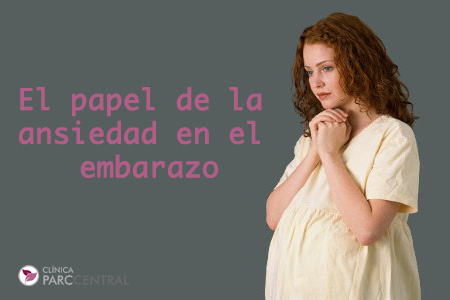 El papel de la
ansiedad en el
embarazo
CLÍNICA
PARCCENTRAL